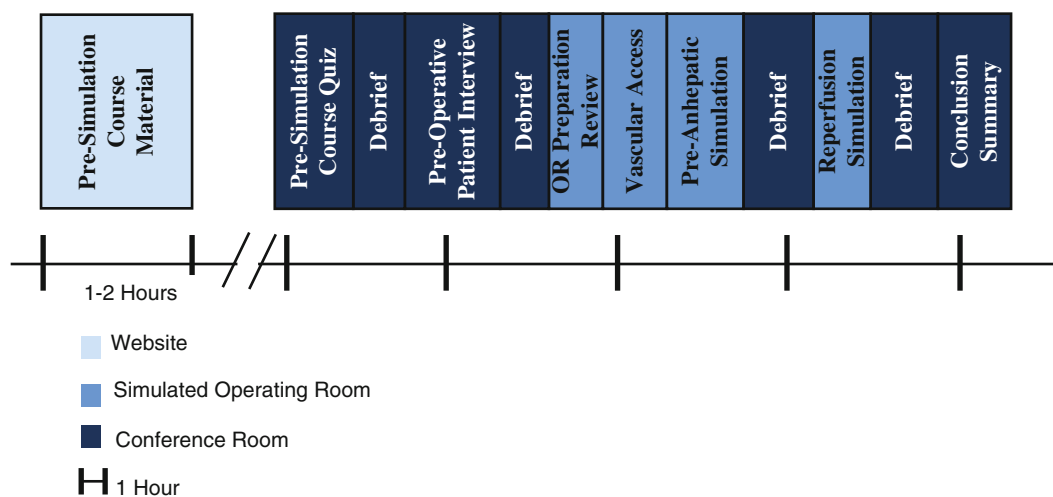 Pre-Simulation
Course
Material
Pre-Simulation
Course Quiz
Debrief
Pre-Operative
Patient Interview
Debrief
OR Preparation
Review
Vascular Access
Pre-Anhepatic
Simulation
Debrief
Reperfusion
Simulation
Debrief
Conclusion
Summary
1-2 Hours
Website
Simulated Operating Room
Conference Room
1 Hour